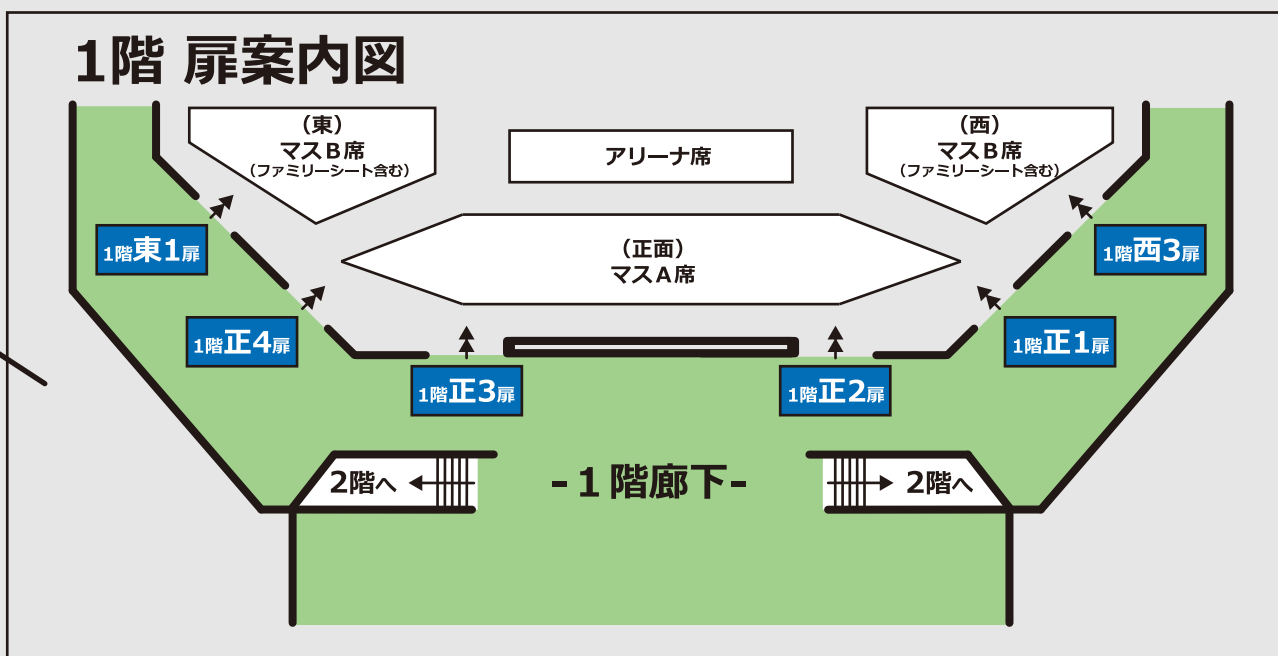 1階 扉案内図
（東）
マスB席
（ファミリーシート含む）
アリーナ席
（西）
マスB席
（ファミリーシート含む）
（正面）
マスA席
1階東1扉
1階西3扉
1階正4扉
1階正1扉
1階正3扉
1階正2扉
2階へ
-1階廊下-
2階へ